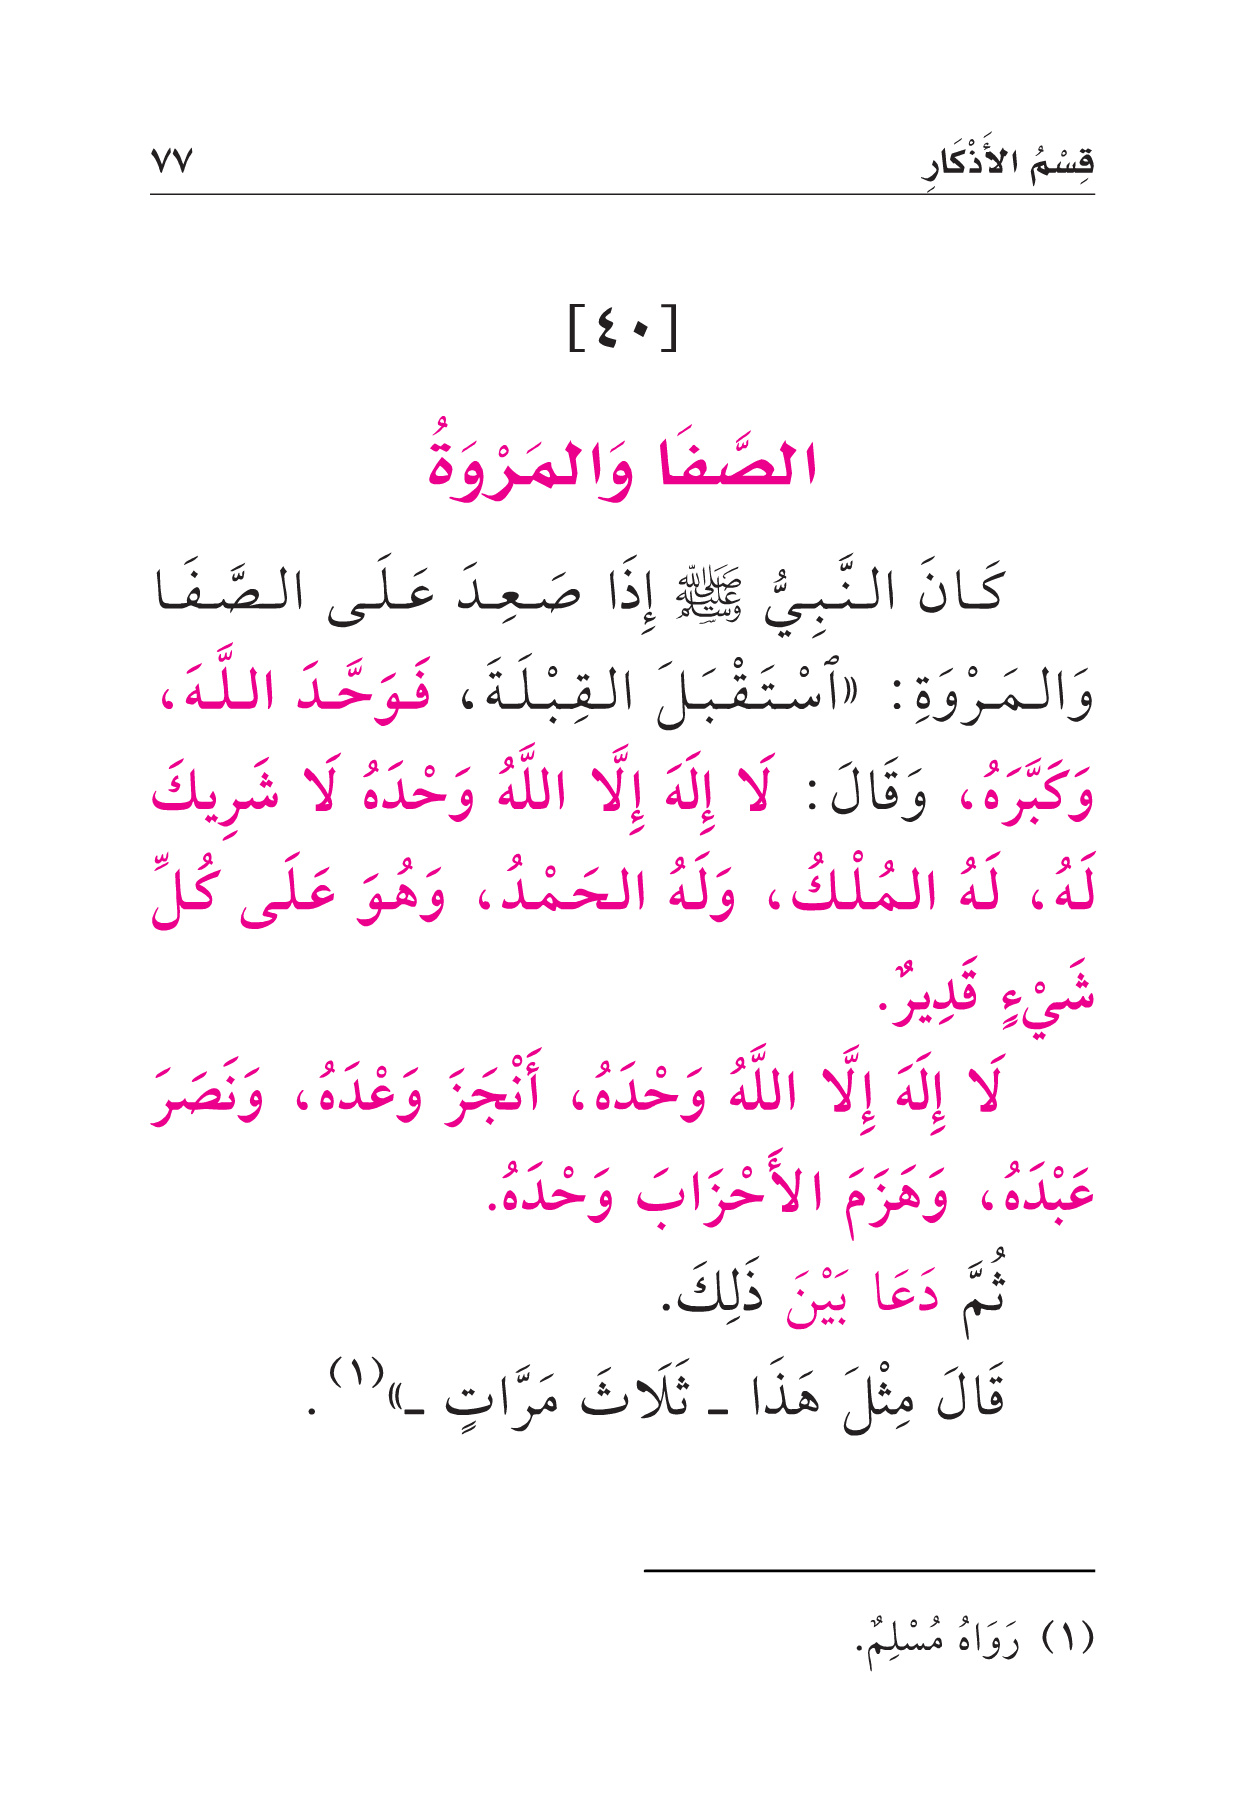 قِسْمُ الأَذْكَارِ ٧٧
[٤٠]
الصَّفَا وَالمَرْوَةُ
كَانَ النَّبِيُّ ﷺ إِذَا صَعِدَ عَلَى الصَّفَا
وَالمَرْوَةِ: «ٱسْتَقْبَلَ القِبْلَةَ، فَوَحَّدَ اللَّهَ،
وَكَبَّرَهُ، وَقَالَ: لَا إِلَهَ إِلَّا اللَّهُ وَحْدَهُ لَا شَرِيكَ
لَهُ، لَهُ المُلْكُ، وَلَهُ الحَمْدُ، وَهُوَ عَلَى كُلِّ
شَيْءٍ قَدِيرٌ.
لَا إِلَهَ إِلَّا اللَّهُ وَحْدَهُ، أَنْجَزَ وَعْدَهُ، وَنَصَرَ
عَبْدَهُ، وَهَزَمَ الأَحْزَابَ وَحْدَهُ.
ثُمَّ دَعَا بَيْنَ ذَلِكَ.
قَالَ مِثْلَ هَذَا ـ ثَلَاثَ مَرَّاتٍ ـ»(١).
(١) رَوَاهُ مُسْلِمٌ.